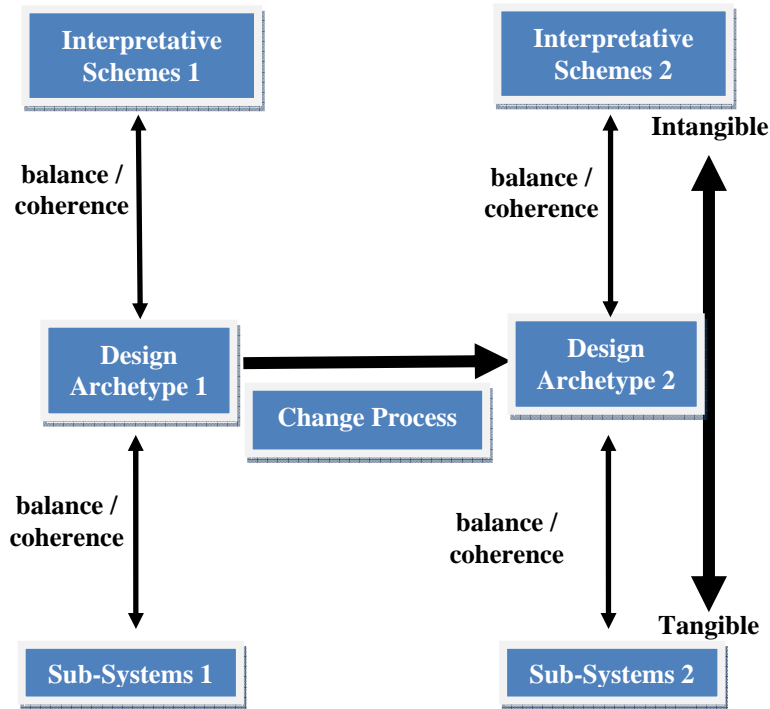 Interpretative
Schemes 1
Interpretative
Schemes 2
Intangible
balance /
coherence
balance /
coherence
Design
Archetype 1
Design
Archetype 2
Change Process
balance /
coherence
balance /
coherence
Tangible
Sub-Systems 1
Sub-Systems 2